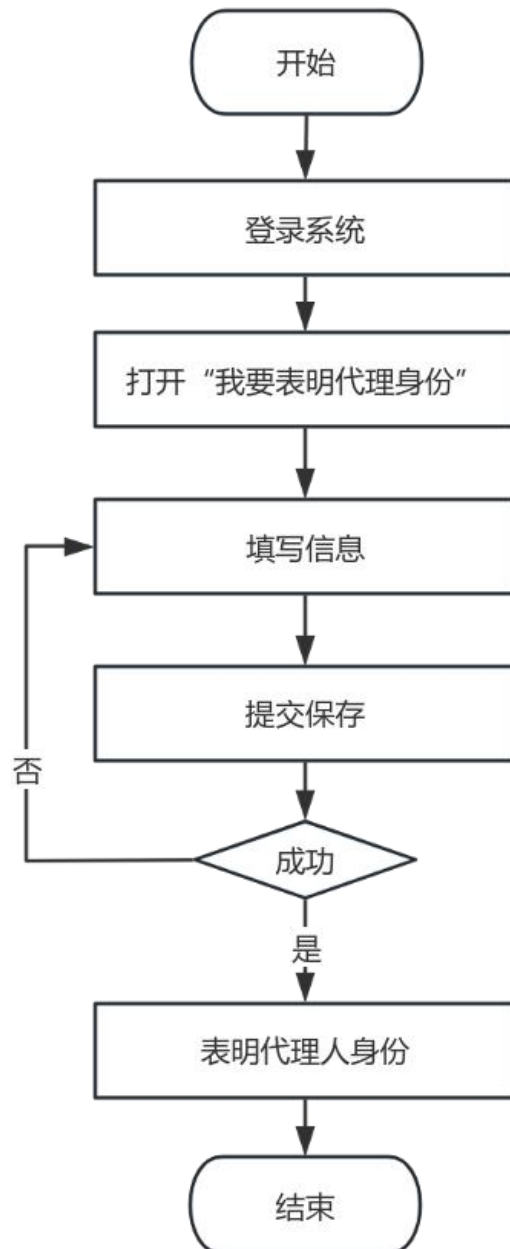 开始
登录系统
打开“我要表明代理身份”
填写信息
提交保存
否
成功
是
表明代理人身份
结束